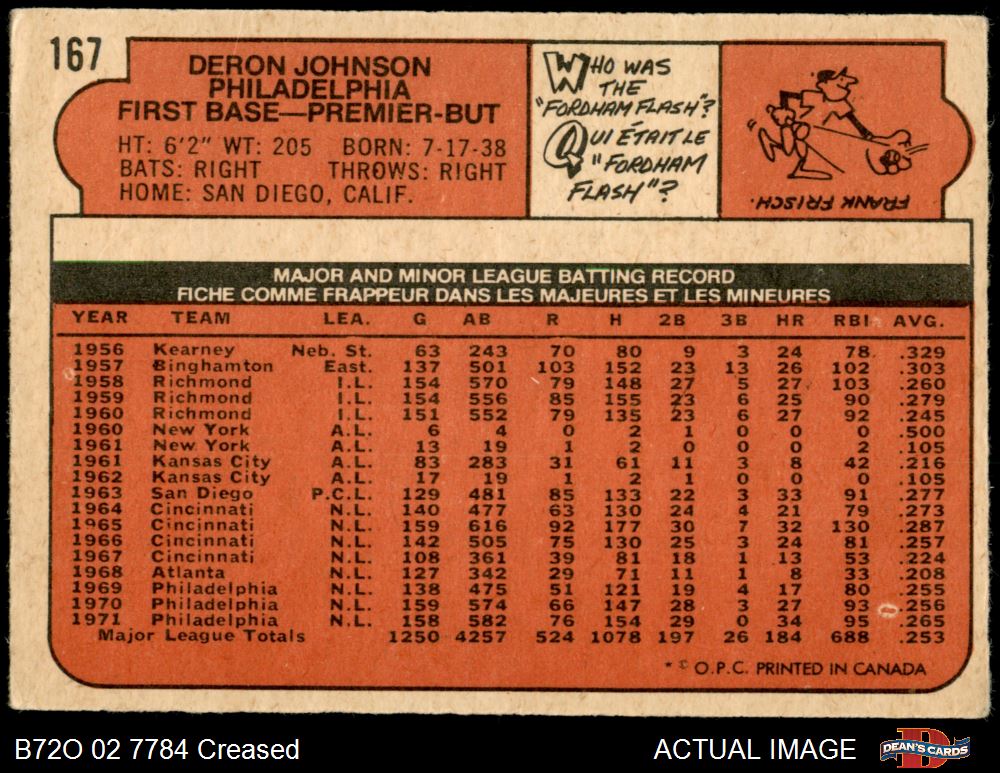 167
DERON JOHNSON
PHILADELPHIA
FIRST BASE—PREMIER-BUT
HT: 6'2" WT: 205 BORN: 7-17-38
BATS: RIGHT THROWS: RIGHT
HOME: SAN DIEGO, CALIF.
WHO WAS
THE
"FORDHAM FLASH"?
QUI ÉTAIT LE
"FORDHAM
FLASH"?
FRANK FRISCH.
MAJOR AND MINOR LEAGUE BATTING RECORD
FICHE COMME FRAPPEUR DANS LES MAJEURES ET LES MINEURES
YEAR TEAM LEA. G AB R H 2B 3B HR RBI AVG.
1956 Kearney Neb. St. 63 243 70 80 9 3 24 78 .329
1957 Binghamton East. 137 501 103 152 23 13 26 102 .303
1958 Richmond I.L. 154 570 79 148 27 5 27 103 .260
1959 Richmond I.L. 154 556 85 155 23 6 25 90 .279
1960 Richmond I.L. 151 552 79 135 23 6 27 92 .245
1960 New York A.L. 6 4 0 2 1 0 0 0 .500
1961 New York A.L. 13 19 1 2 0 0 0 2 .105
1961 Kansas City A.L. 83 283 31 61 11 3 8 42 .216
1962 Kansas City A.L. 17 19 1 2 1 0 0 0 .105
1963 San Diego P.C.L. 129 481 85 133 22 3 33 91 .277
1964 Cincinnati N.L. 140 477 63 130 24 4 21 79 .273
1965 Cincinnati N.L. 159 616 92 177 30 7 32 130 .287
1966 Cincinnati N.L. 142 505 75 130 25 3 24 81 .257
1967 Cincinnati N.L. 108 361 39 81 18 1 13 53 .224
1968 Atlanta N.L. 127 342 29 71 11 1 8 33 .208
1969 Philadelphia N.L. 138 475 51 121 19 4 17 80 .255
1970 Philadelphia N.L. 159 574 66 147 28 3 27 93 .256
1971 Philadelphia N.L. 158 582 76 154 29 0 34 95 .265
Major League Totals 1250 4257 524 1078 197 26 184 688 .253
* © O.P.C. PRINTED IN CANADA
B72O 02 7784 Creased
ACTUAL IMAGE
DEAN'S CARDS